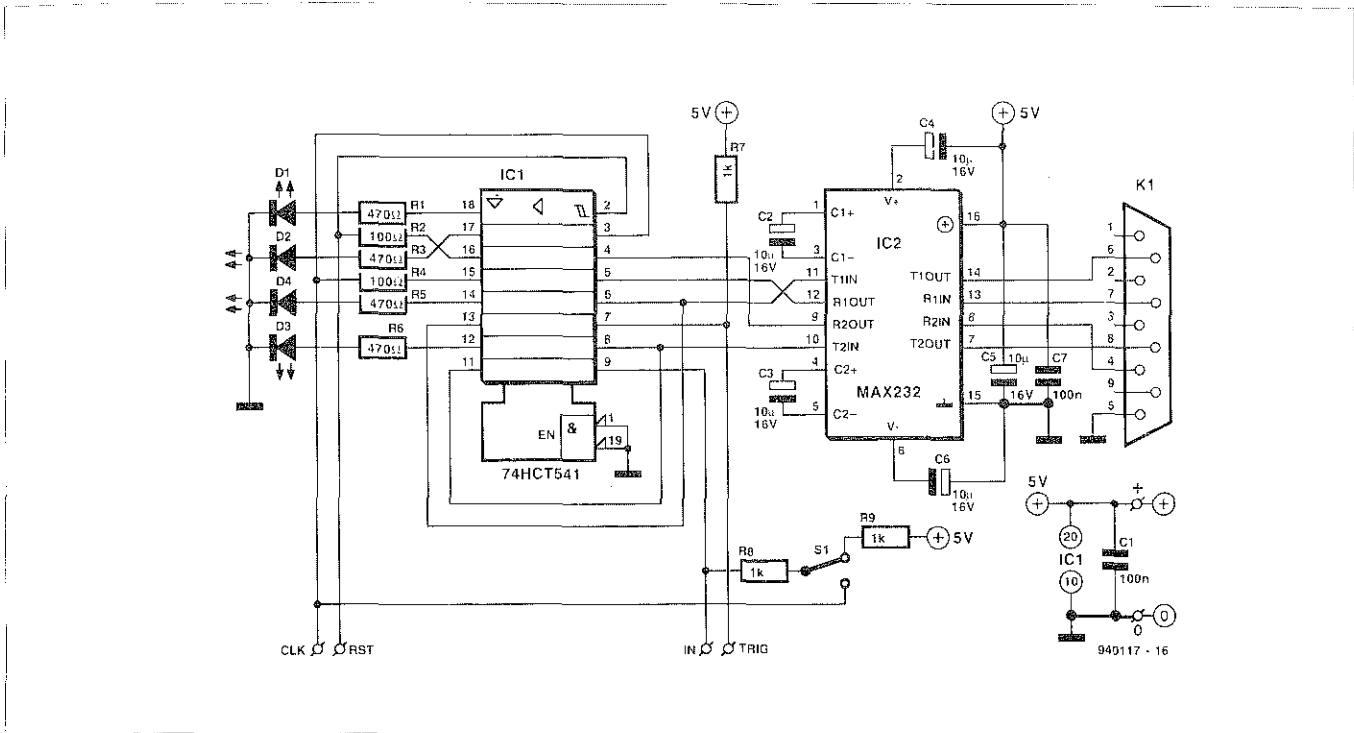 5V
C4
10µ
16V
5V
R7
1k
K1
IC1
D1
R1
470Ω
18
2
R2
100Ω
17
3
D2
R3
470Ω
16
4
R4
100Ω
15
5
D4
R5
470Ω
14
6
13
7
D3
R6
470Ω
12
8
11
9
EN
&
1
19
74HCT541
2
V+
1
C1+
C2
10µ
16V
3
C1-
IC2
16
11
T1IN
T1OUT
14
12
R1OUT
R1IN
13
9
R2OUT
R2IN
8
10
T2IN
T2OUT
7
4
C2+
C3
10µ
16V
5
C2-
MAX232
15
V-
6
C5
10µ
16V
C7
100n
C6
10µ
16V
1
6
2
7
3
8
4
9
5
R9
1k
5V
R8
1k
S1
5V
+
20
IC1
10
C1
100n
0
0
CLK
RST
IN
TRIG
940117 - 16